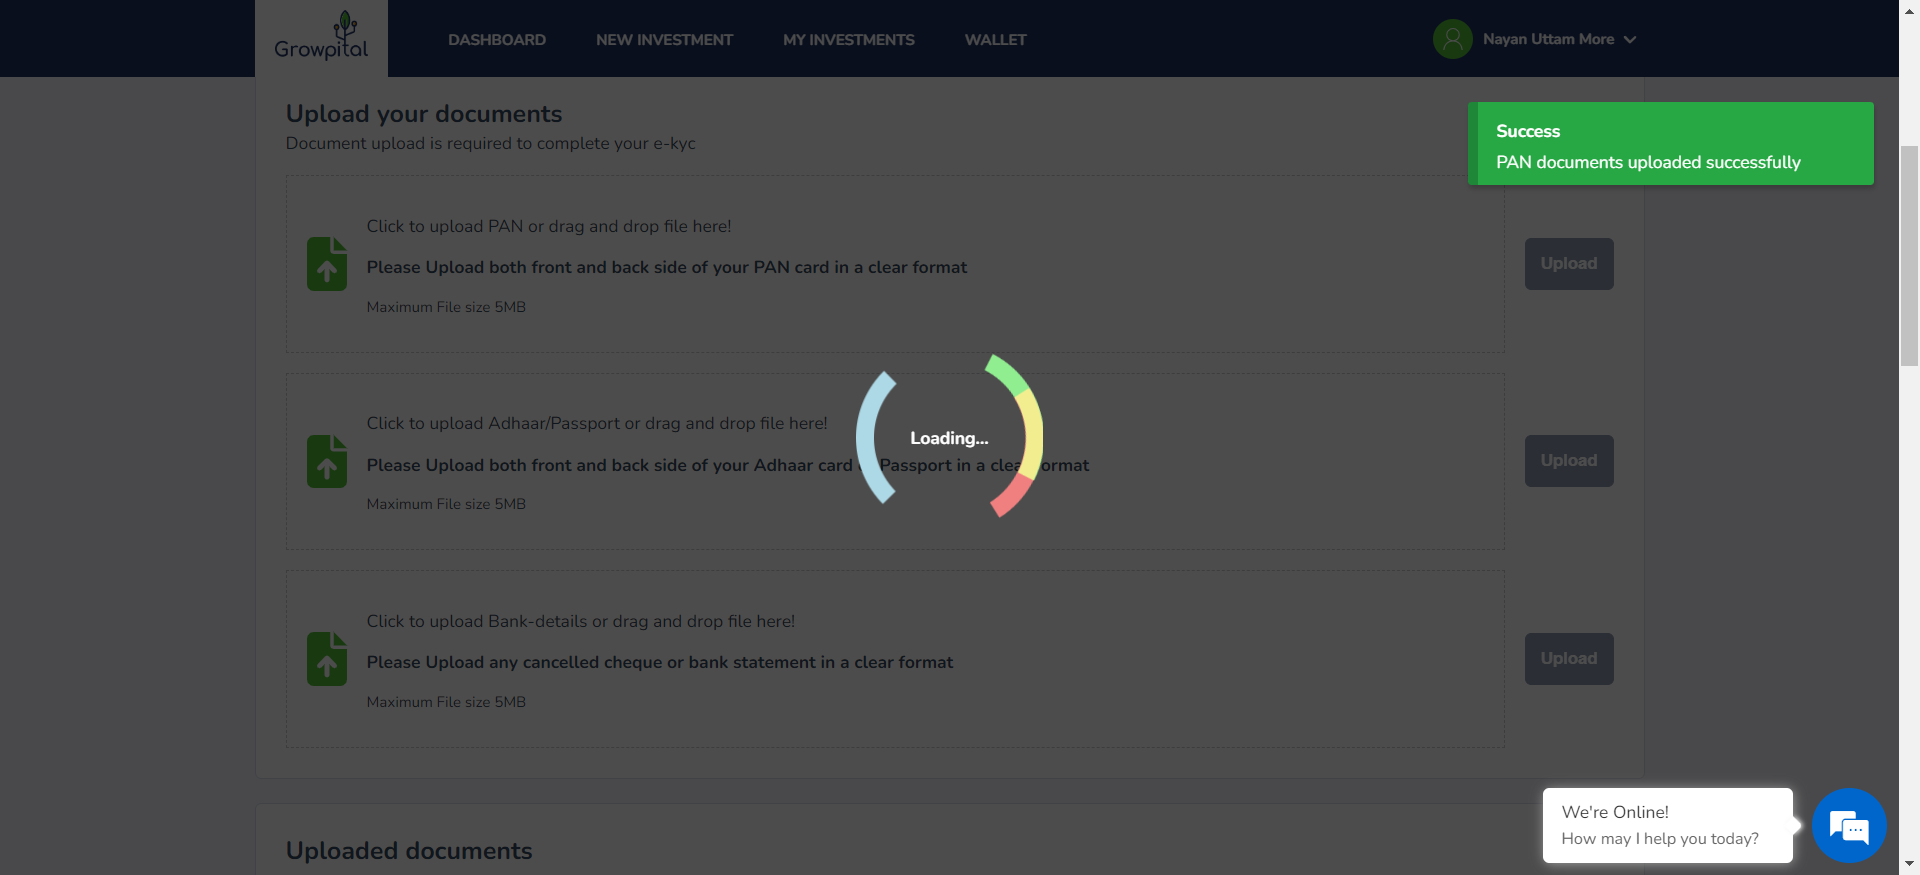 Growpital
DASHBOARD
NEW INVESTMENT
MY INVESTMENTS
WALLET
Nayan Uttam More
Upload your documents
Document upload is required to complete your e-kyc
Success
PAN documents uploaded successfully
Click to upload PAN or drag and drop file here!
Please Upload both front and back side of your PAN card in a clear format
Maximum File size 5MB
Upload
Click to upload Adhaar/Passport or drag and drop file here!
Please Upload both front and back side of your Adhaar card Passport in a clear format
Maximum File size 5MB
Upload
Loading...
Click to upload Bank-details or drag and drop file here!
Please Upload any cancelled cheque or bank statement in a clear format
Maximum File size 5MB
Upload
Uploaded documents
We're Online!
How may I help you today?